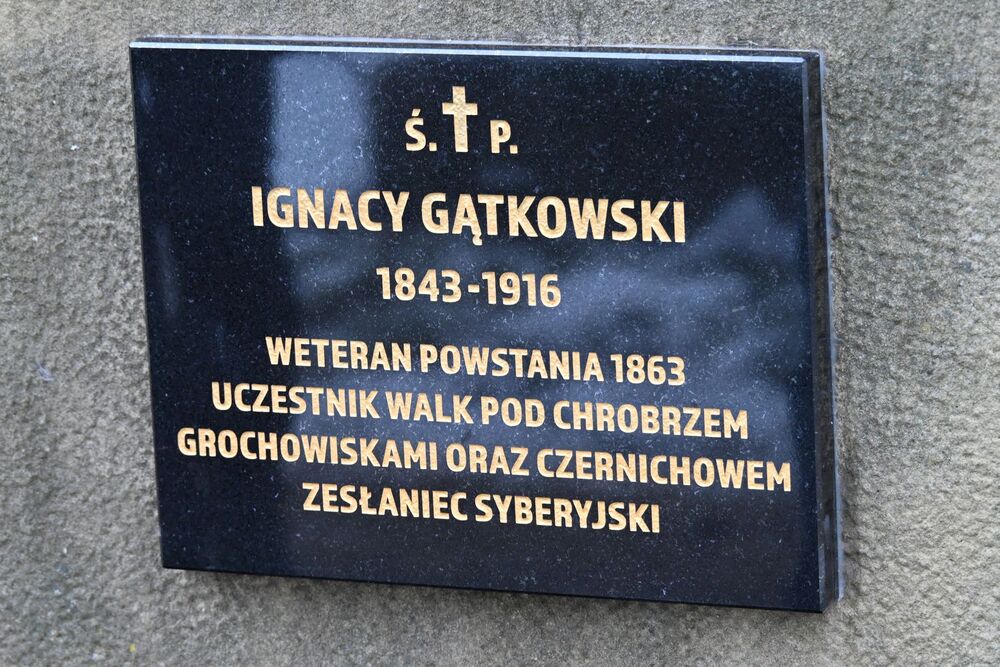 Ś. ✝ P.
IGNACY GĄTKOWSKI
1843-1916
WETERAN POWSTANIA 1863
UCZESTNIK WALK POD CHROBRZEM
GROCHOWISKAMI ORAZ CZERNICHOWEM
ZESŁANIEC SYBERYJSKI